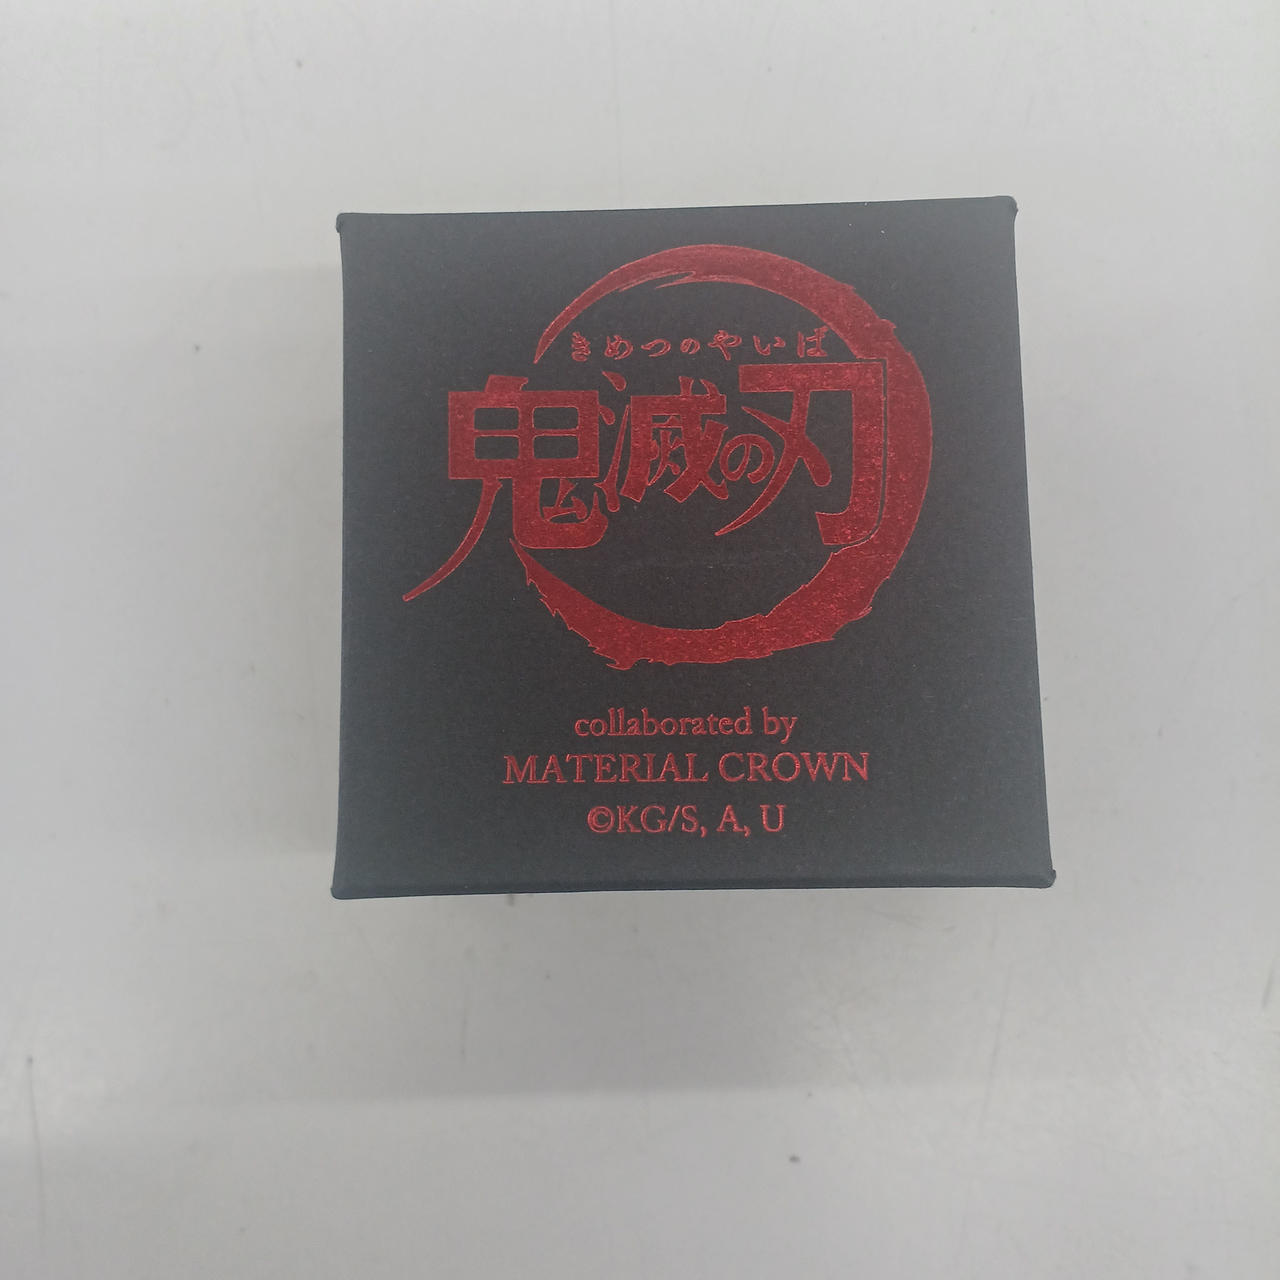 きめつのやいば
鬼滅の刃
collaborated by
MATERIAL CROWN
©KG/S, A, U